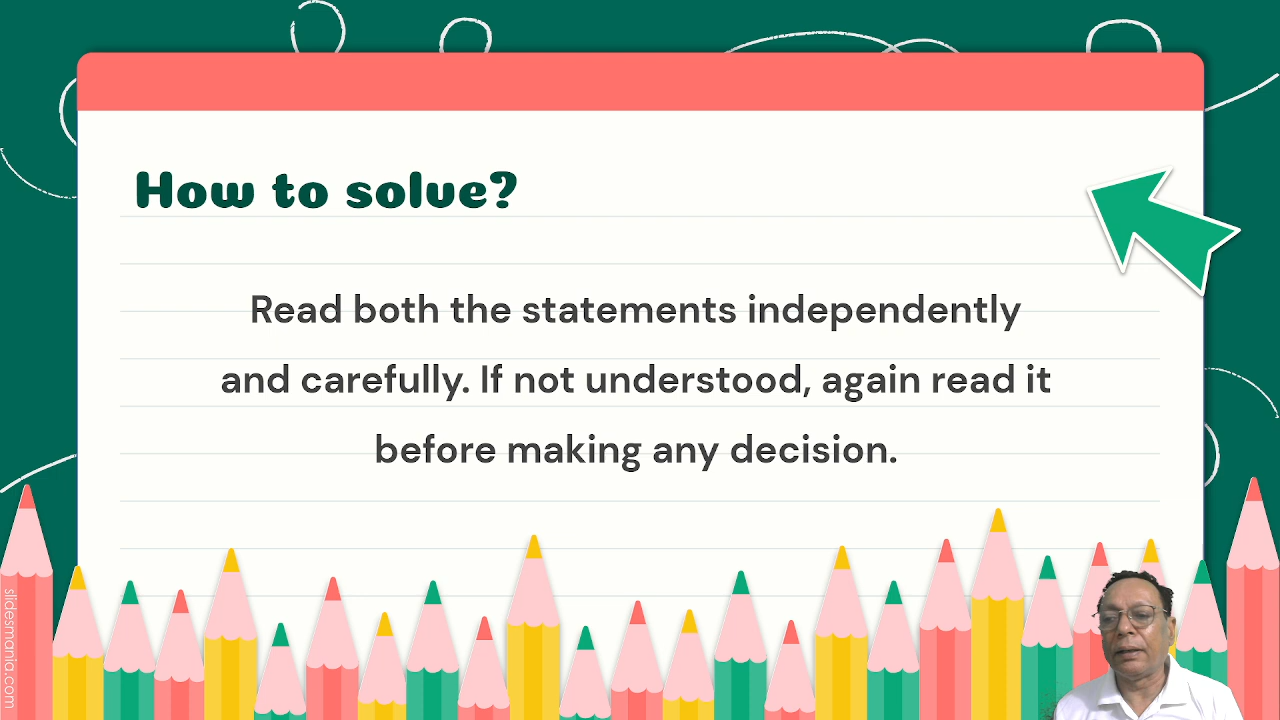 How to solve?
Read both the statements independently
and carefully. If not understood, again read it
before making any decision.
slidesmania.com